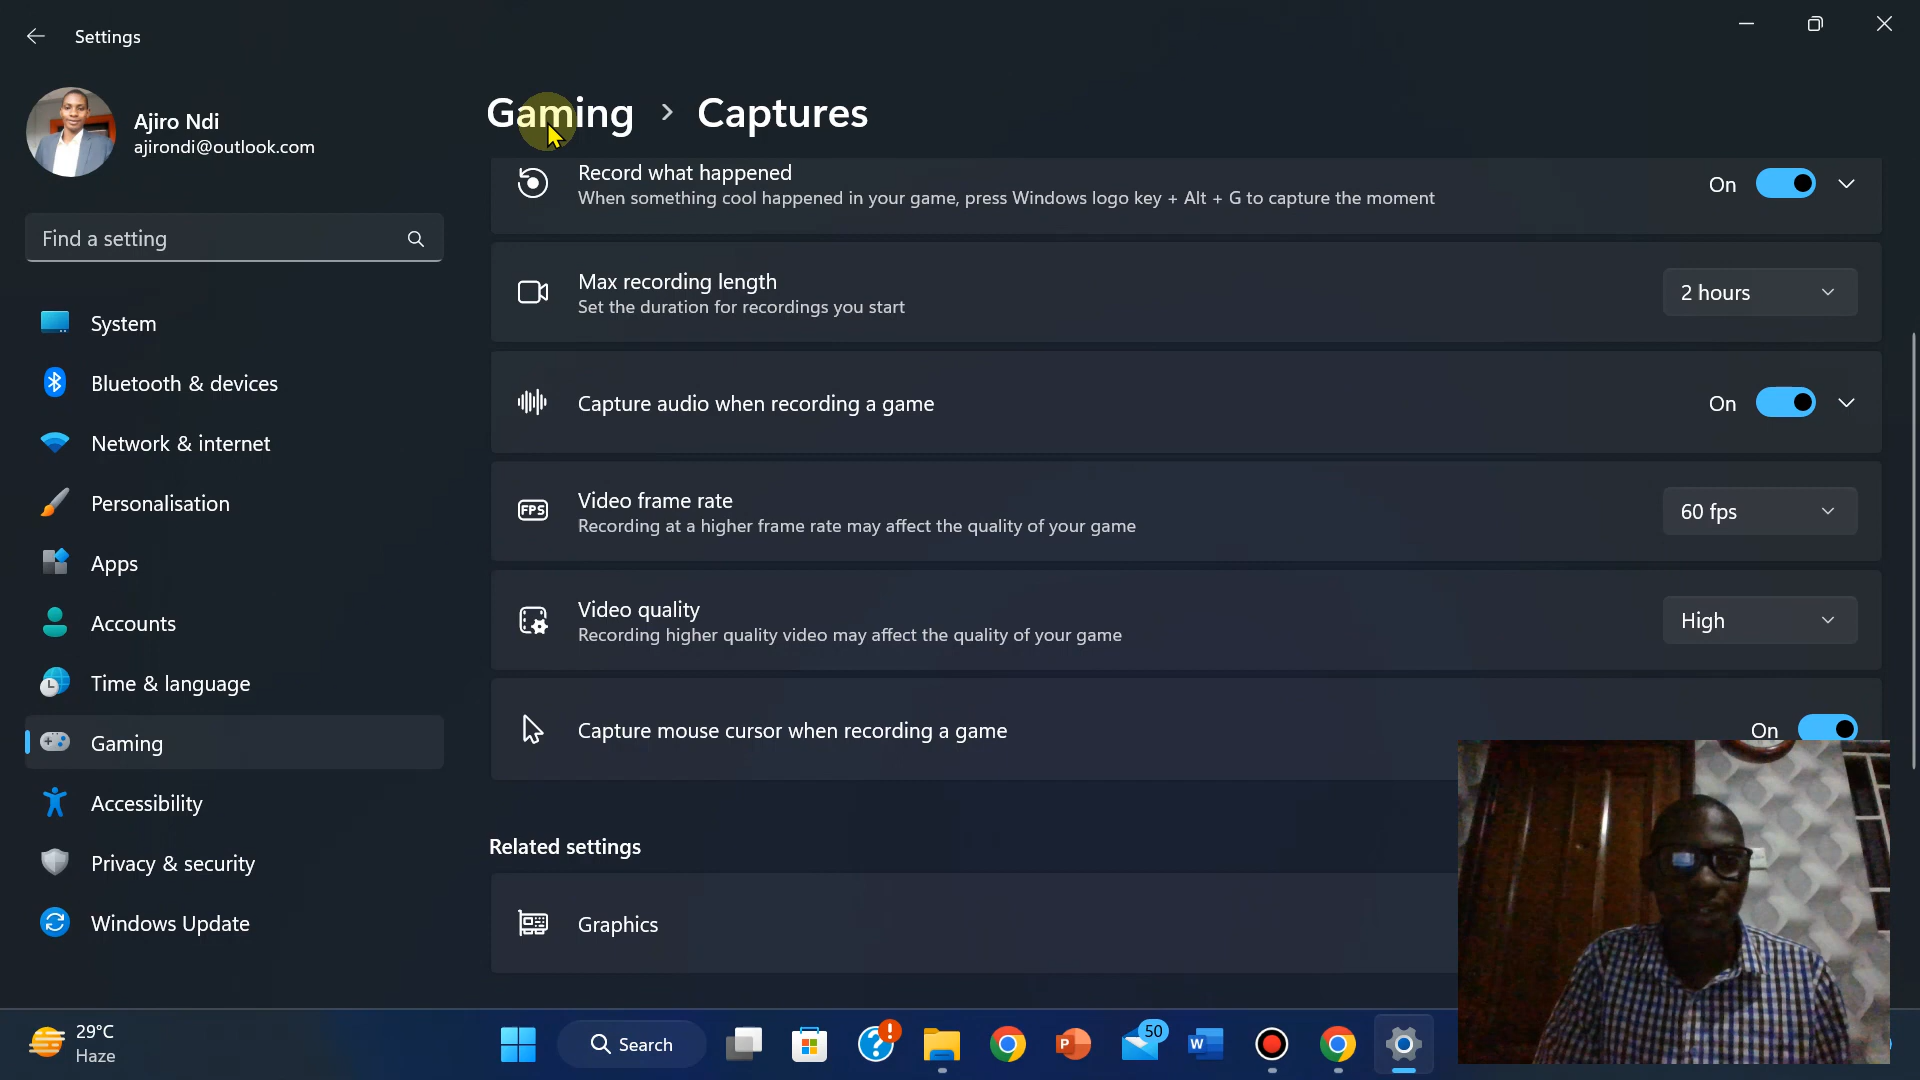 Settings
Ajiro Ndi
ajirondi@outlook.com
Find a setting
System
Bluetooth & devices
Network & internet
Personalisation
Apps
Accounts
Time & language
Gaming
Accessibility
Privacy & security
Windows Update
Gaming > Captures
Record what happened
When something cool happened in your game, press Windows logo key + Alt + G to capture the moment
On
Max recording length
Set the duration for recordings you start
2 hours
Capture audio when recording a game
On
FPS
Video frame rate
Recording at a higher frame rate may affect the quality of your game
60 fps
Video quality
Recording higher quality video may affect the quality of your game
High
Capture mouse cursor when recording a game
On
Related settings
Graphics
29°C
Haze
Search
P
50
W